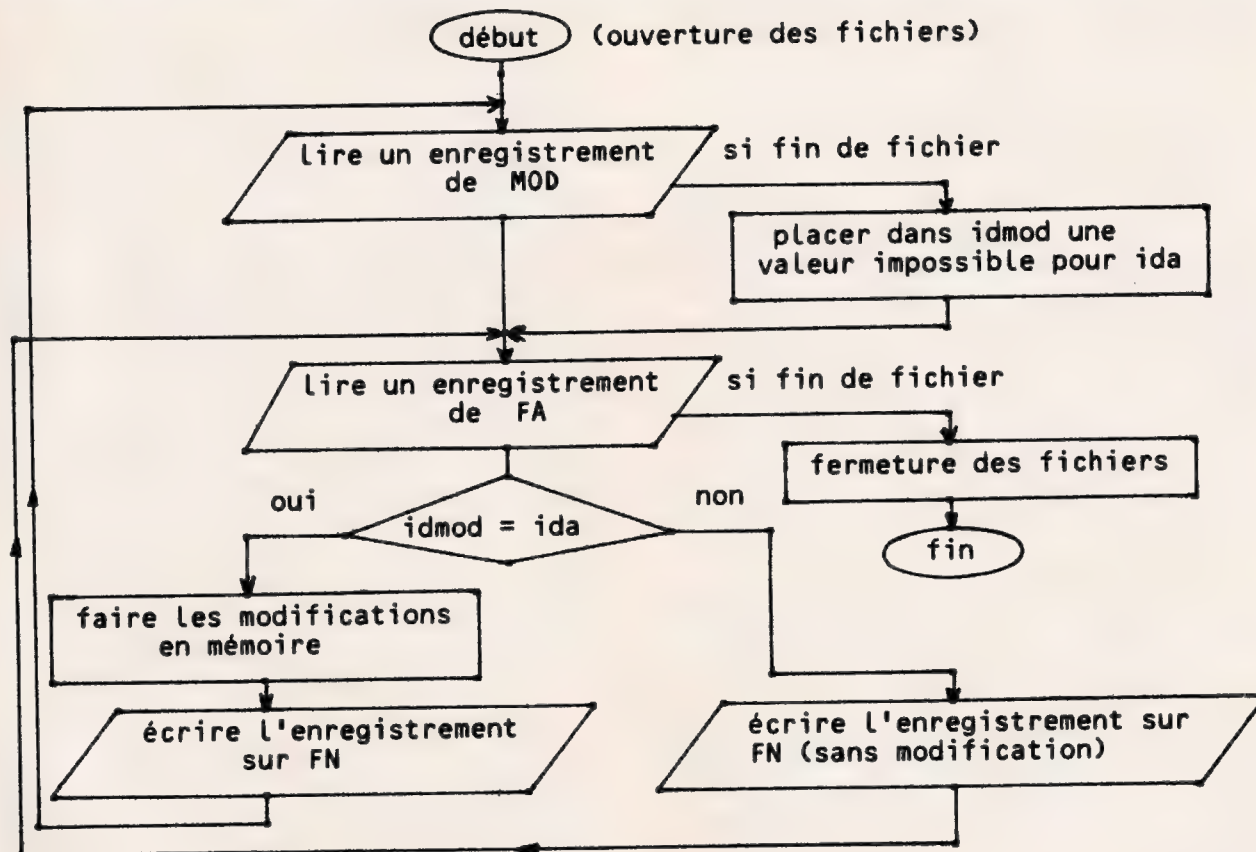 début (ouverture des fichiers)
lire un enregistrement
de MOD
si fin de fichier
placer dans idmod une
valeur impossible pour ida
lire un enregistrement
de FA
si fin de fichier
fermeture des fichiers
fin
oui
idmod = ida
non
faire les modifications
en mémoire
écrire l'enregistrement
sur FN
écrire l'enregistrement sur
FN (sans modification)